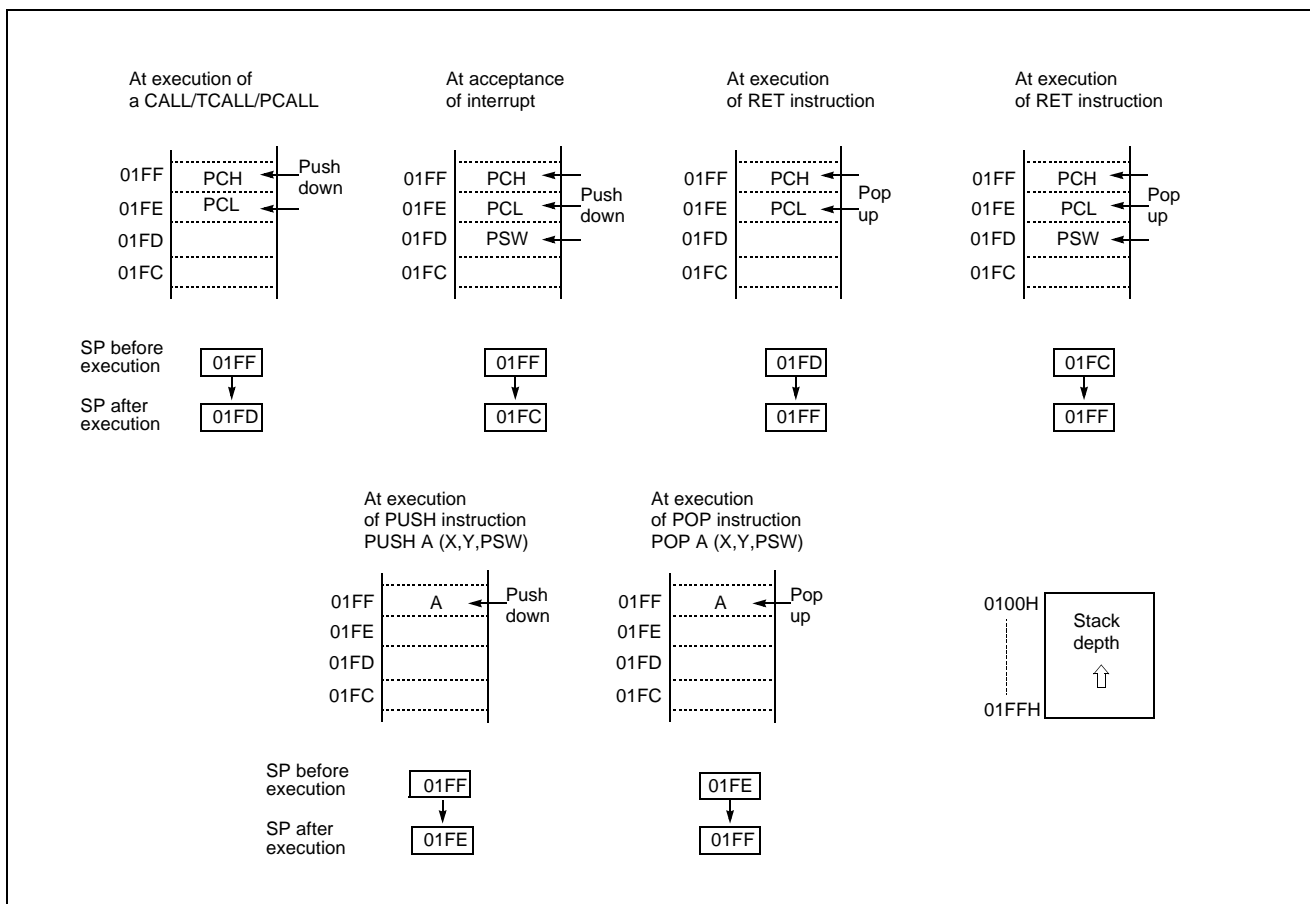 At execution of
a CALL/TCALL/PCALL
01FF PCH Push
down
01FE PCL
01FD
01FC
At acceptance
of interrupt
01FF PCH
01FE PCL Push
down
01FD PSW
01FC
At execution
of RET instruction
01FF PCH
01FE PCL Pop
up
01FD
01FC
At execution
of RET instruction
01FF PCH
01FE PCL Pop
up
01FD PSW
01FC
SP before
execution
01FF
01FF
01FD
01FC
SP after
execution
01FD
01FC
01FF
01FF
At execution
of PUSH instruction
PUSH A (X,Y,PSW)
01FF A Push
down
01FE
01FD
01FC
At execution
of POP instruction
POP A (X,Y,PSW)
01FF A Pop
up
01FE
01FD
01FC
0100H
Stack
depth
01FFH
SP before
execution
01FF
01FE
SP after
execution
01FE
01FF